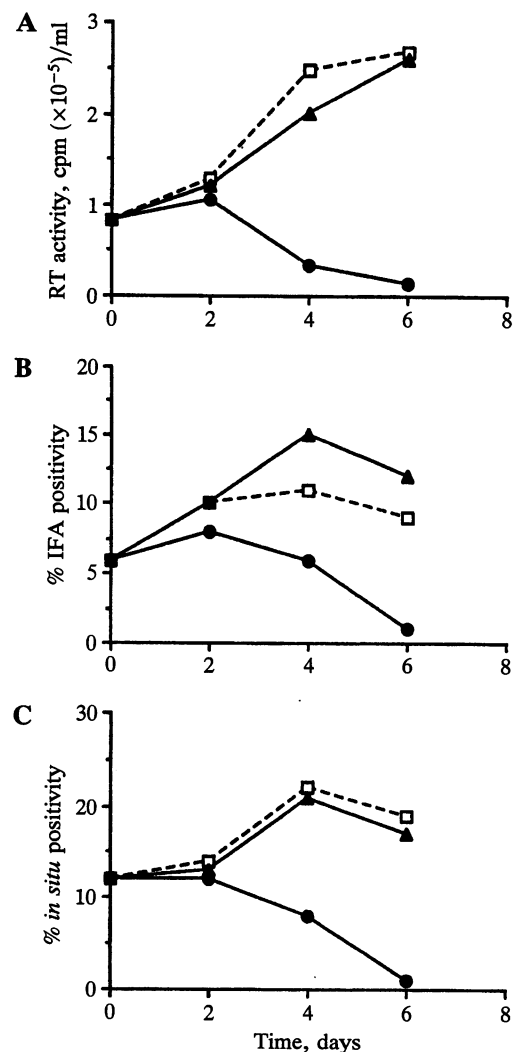 A
RT activity, cpm (×10⁻⁵)/ml
3
2
1
0
0 2 4 6 8
B
% IFA positivity
20
15
10
5
0
0 2 4 6 8
C
% in situ positivity
30
20
10
0
0 2 4 6 8
Time, days